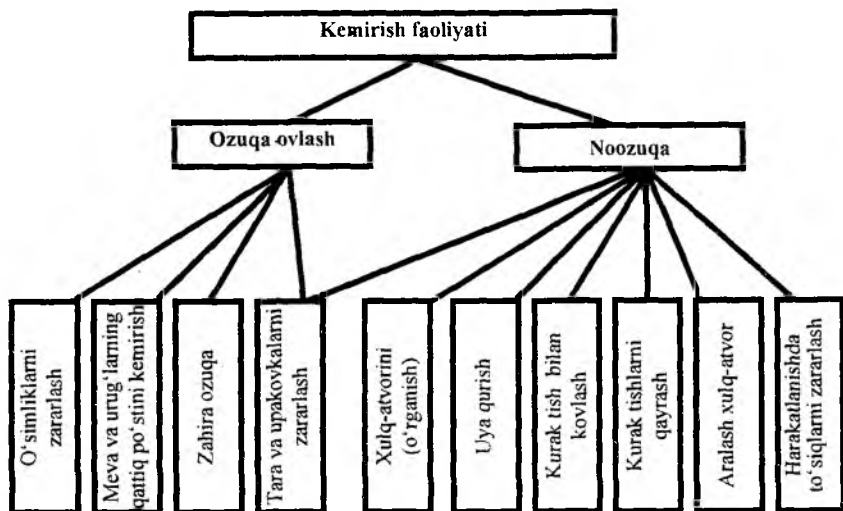 Kemirish faoliyati
Ozuqa ovlash
Noozuqa
O‘simliklarni
zararlash
Meva va urug‘larning
qattiq po‘stini kemirish
Zahira ozuqa
Tara va upakovkalarni
zararlash
Xulq-atvorini
(o‘rganish)
Uya qurish
Kurak tish bilan
kovlash
Kurak tishlarni
qayrash
Aralash xulq-atvor
Harakatlanishda
to‘siqlarni zararlash